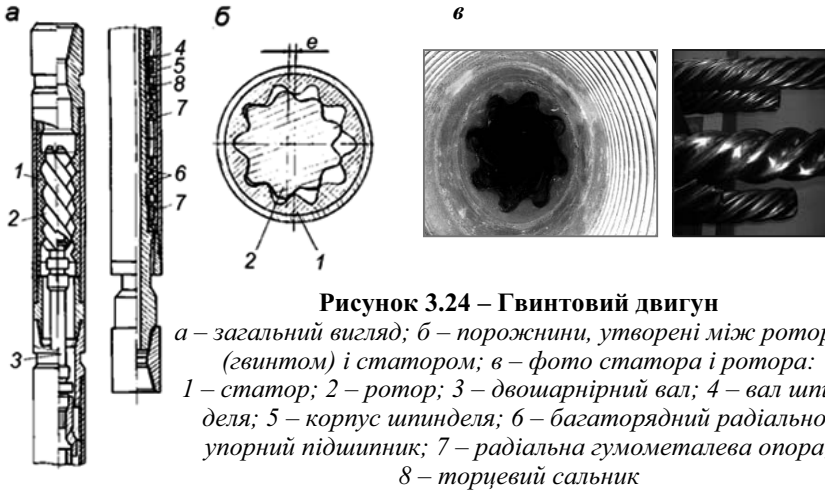 а
б
в
e
4
5
8
7
6
7
1
2
3
2
1
Рисунок 3.24 – Гвинтовий двигун
а – загальний вигляд; б – порожнини, утворені між ротор
(гвинтом) і статором; в – фото статора і ротора:
1 – статор; 2 – ротор; 3 – двошарнірний вал; 4 – вал шпи
деля; 5 – корпус шпинделя; 6 – багаторядний радіально
упорний підшипник; 7 – радіальна гумометалева опора
8 – торцевий сальник